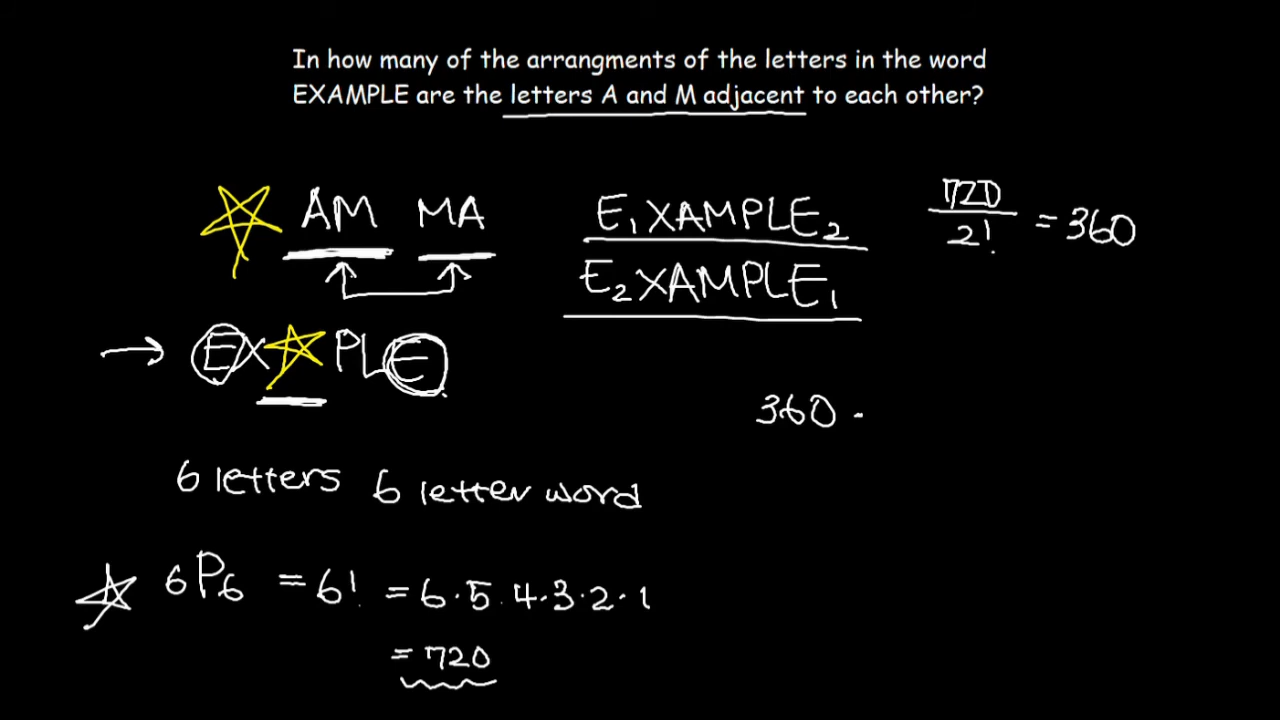 In how many of the arrangments of the letters in the word
EXAMPLE are the letters A and M adjacent to each other?
AM MA
E₁XAMPLE₂
E₂XAMPLE₁
720/2! = 360
→ EX☆PLE
360 ·
6 letters 6 letter word
☆ 6P6 = 6! = 6·5·4·3·2·1
= 720